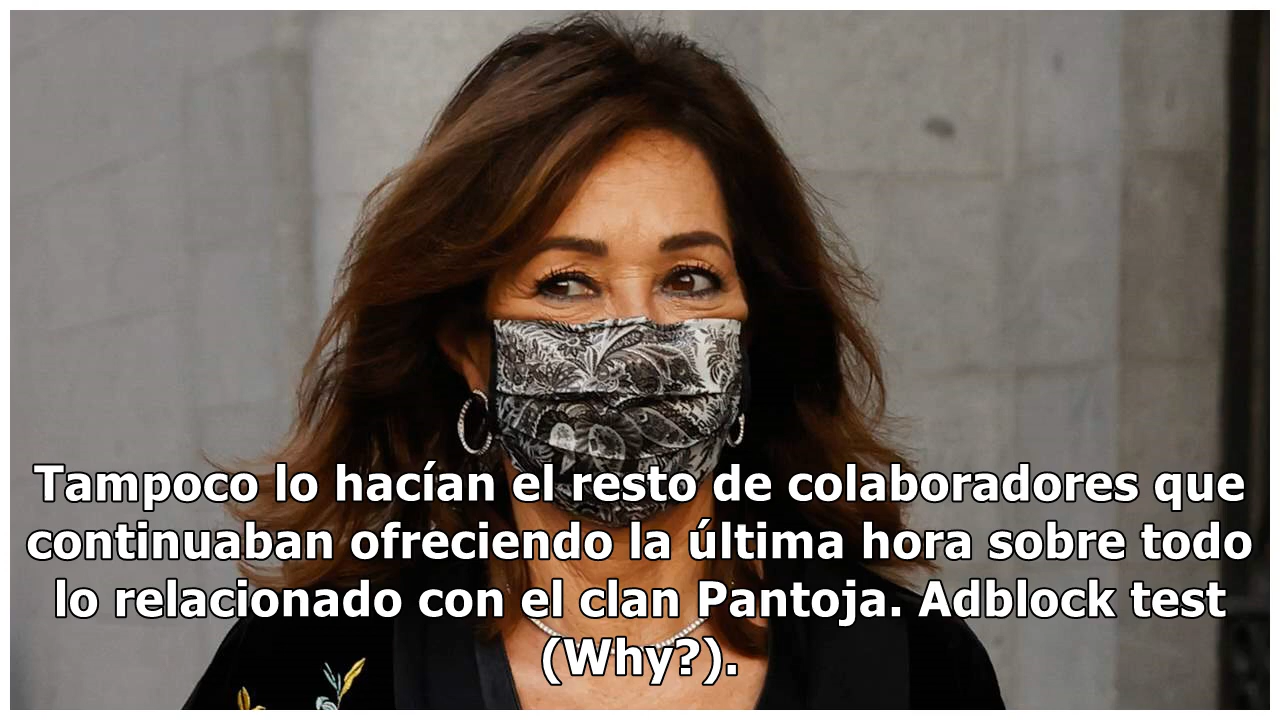 Tampoco lo hacían el resto de colaboradores que
continuaban ofreciendo la última hora sobre todo
lo relacionado con el clan Pantoja. Adblock test
(Why?).